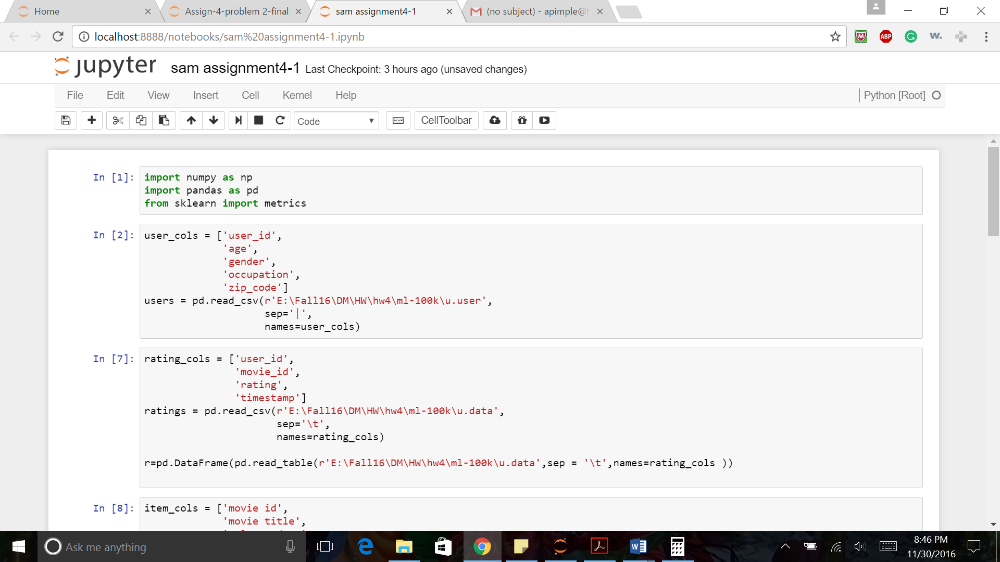 Home
Assign-4-problem 2-final
sam assignment4-1
(no subject) - apimple@
localhost:8888/notebooks/sam%20assignment4-1.ipynb
ABP
w.
jupyter sam assignment4-1 Last Checkpoint: 3 hours ago (unsaved changes)
File Edit View Insert Cell Kernel Help Python [Root]
Code CellToolbar
In [1]: import numpy as np
import pandas as pd
from sklearn import metrics
In [2]: user_cols = ['user_id',
'age',
'gender',
'occupation',
'zip_code']
users = pd.read_csv(r'E:\Fall16\DM\HW\hw4\ml-100k\u.user',
sep='|',
names=user_cols)
In [7]: rating_cols = ['user_id',
'movie_id',
'rating',
'timestamp']
ratings = pd.read_csv(r'E:\Fall16\DM\HW\hw4\ml-100k\u.data',
sep='\t',
names=rating_cols)
r=pd.DataFrame(pd.read_table(r'E:\Fall16\DM\HW\hw4\ml-100k\u.data',sep = '\t',names=rating_cols ))
In [8]: item_cols = ['movie id',
'movie title',
Ask me anything
8:46 PM
11/30/2016